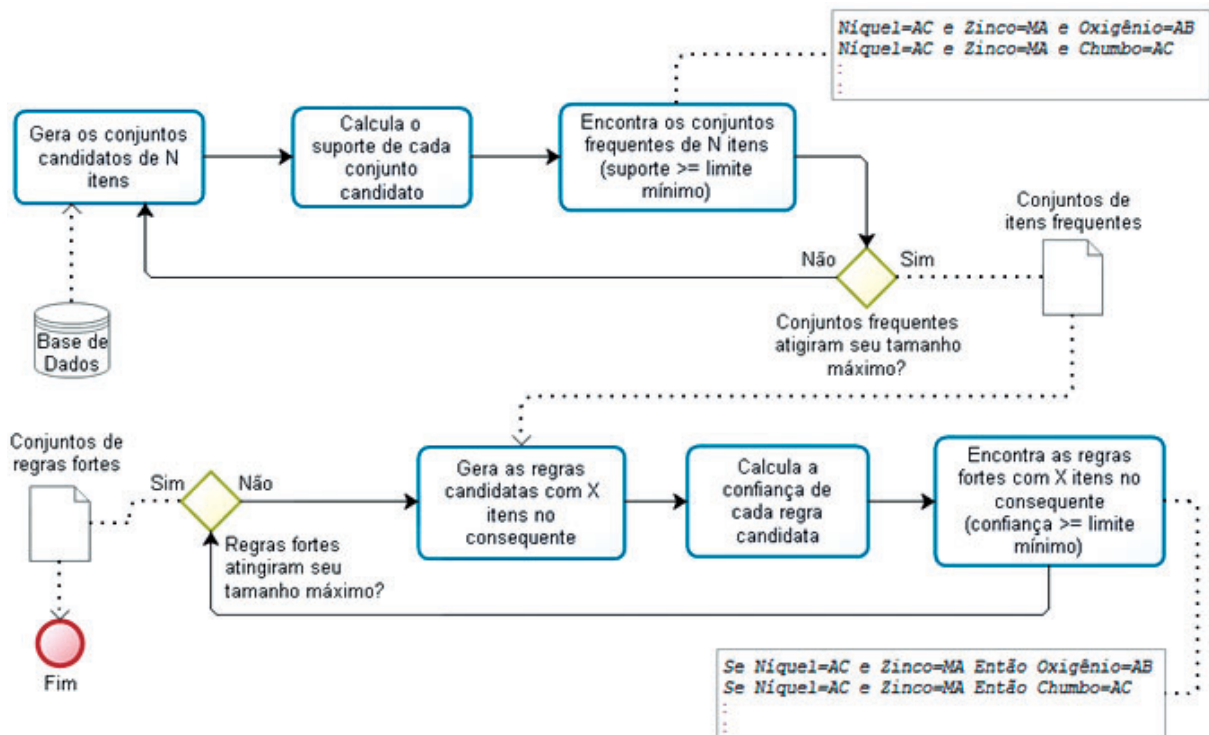 Níquel=AC e Zinco=MA e Oxigênio=AB
Níquel=AC e Zinco=MA e Chumbo=AC
:
:
Gera os conjuntos
candidatos de N
itens
Calcula o
suporte de cada
conjunto
candidato
Encontra os conjuntos
frequentes de N itens
(suporte >= limite
mínimo)
Conjuntos de
itens frequentes
Não
Sim
Conjuntos frequentes
atigiram seu tamanho
máximo?
Base de
Dados
Conjuntos de
regras fortes
Sim
Não
Regras fortes
atingiram seu
tamanho máximo?
Gera as regras
candidatas com X
itens no
consequente
Calcula a
confiança de
cada regra
candidata
Encontra as regras
fortes com X itens no
consequente
(confiança >= limite
mínimo)
Fim
Se Níquel=AC e Zinco=MA Então Oxigênio=AB
Se Níquel=AC e Zinco=MA Então Chumbo=AC
:
: